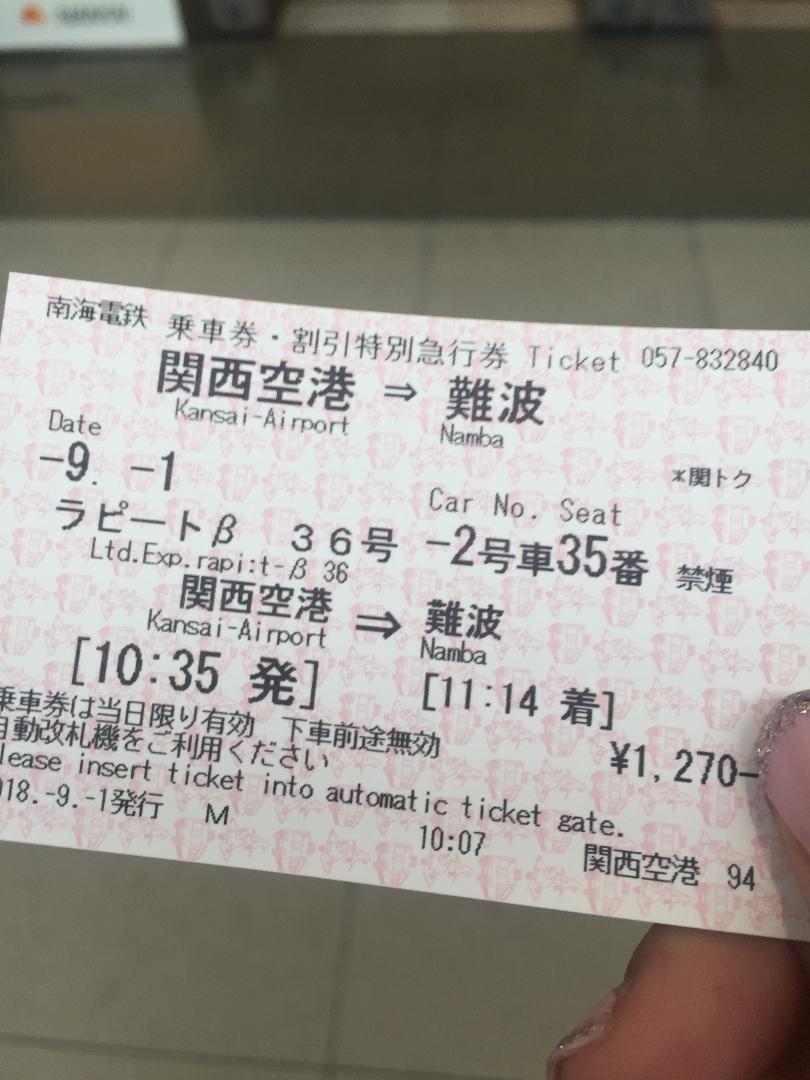 南海電鉄 乗車券・割引特別急行券 Ticket 057-832840
関西空港 ⇒ 難波
Kansai-Airport Namba
Date
-9. -1 *関トク
Car No. Seat
ラピートβ 36号 -2号車35番 禁煙
Ltd.Exp.rapi:t-β 36
関西空港 ⇒ 難波
Kansai-Airport Namba
[10:35 発] [11:14 着]
乗車券は当日限り有効 下車前途無効
自動改札機をご利用ください
¥1,270-
lease insert ticket into automatic ticket gate.
018.-9.-1発行 M
10:07 関西空港 94